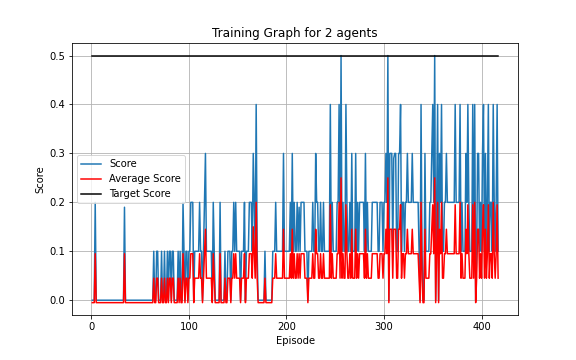 Training Graph for 2 agents
0.5
0.4
0.3
0.2
0.1
0.0
Score
Score
Average Score
Target Score
0
100
200
300
400
Episode